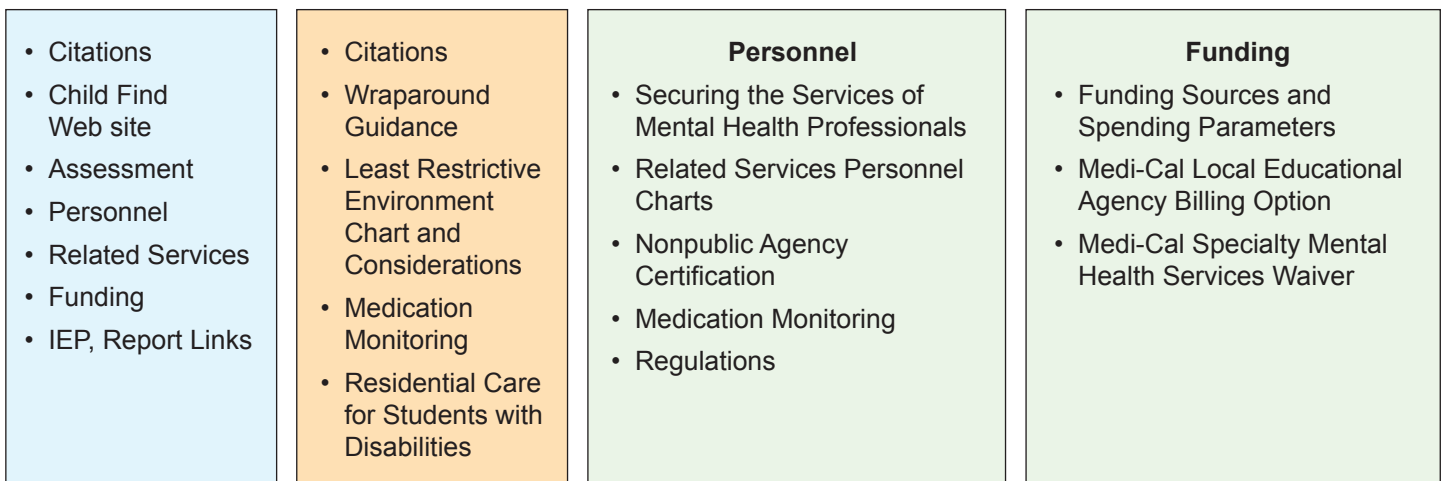 • Citations
• Child Find
Web site
• Assessment
• Personnel
• Related Services
• Funding
• IEP, Report Links
• Citations
• Wraparound
Guidance
• Least Restrictive
Environment
Chart and
Considerations
• Medication
Monitoring
• Residential Care
for Students with
Disabilities
Personnel
• Securing the Services of
Mental Health Professionals
• Related Services Personnel
Charts
• Nonpublic Agency
Certification
• Medication Monitoring
• Regulations
Funding
• Funding Sources and
Spending Parameters
• Medi-Cal Local Educational
Agency Billing Option
• Medi-Cal Specialty Mental
Health Services Waiver